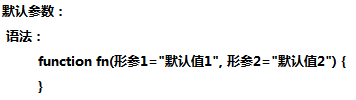 默认参数：
语法：
function fn(形参1="默认值1", 形参2="默认值2") {
}